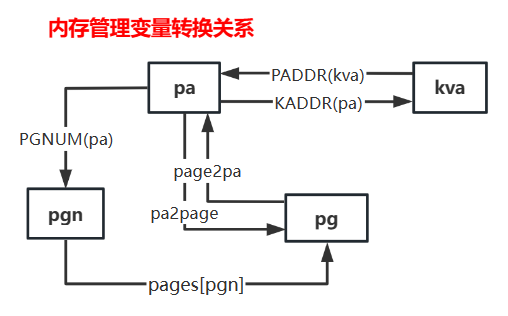 内存管理变量转换关系
pa
PADDR(kva)
kva
KADDR(pa)
PGNUM(pa)
page2pa
pgn
pa2page
pg
pages[pgn]